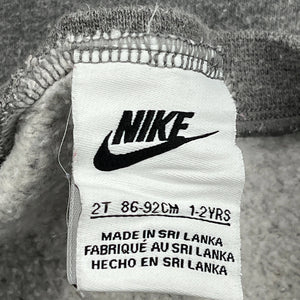 NIKE
2T 86-92CM 1-2YRS
MADE IN SRI LANKA
FABRIQUÉ AU SRI LANKA
HECHO EN SRI LANKA